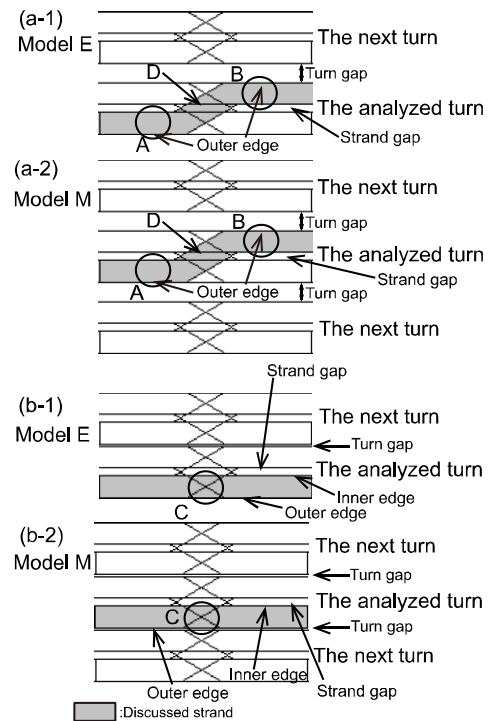 (a-1)
Model E
The next turn
Turn gap
D
B
The analyzed turn
Strand gap
Outer edge
A
(a-2)
Model M
The next turn
Turn gap
D
B
The analyzed turn
Strand gap
Outer edge
A
Turn gap
The next turn
(b-1)
Model E
Strand gap
The next turn
Turn gap
The analyzed turn
Inner edge
Outer edge
C
(b-2)
Model M
The next turn
Turn gap
The analyzed turn
C
Turn gap
The next turn
Inner edge
Outer edge
Strand gap
:Discussed strand